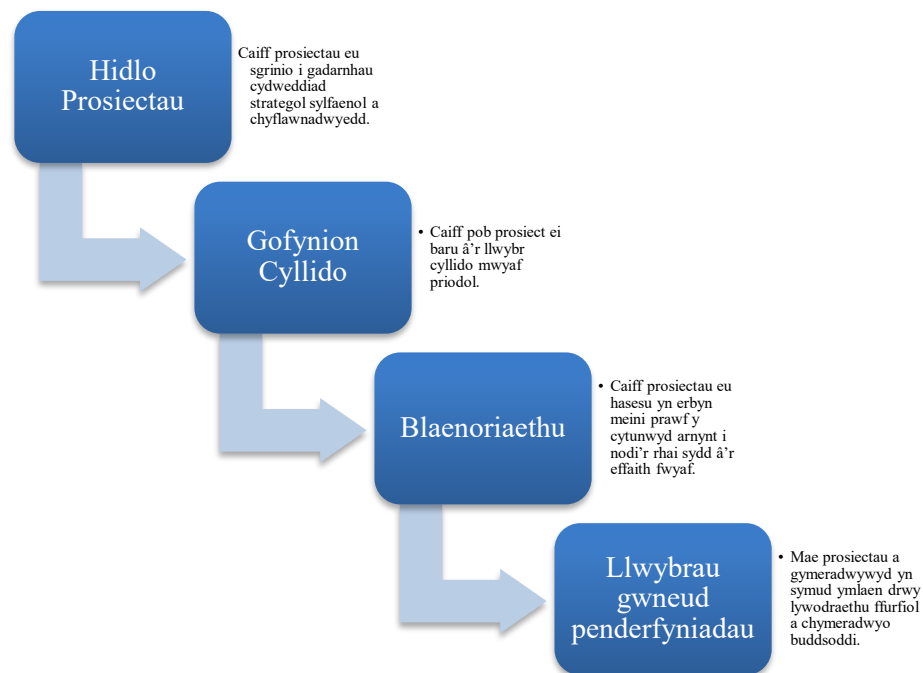 Hidlo
Prosiectau
Caiff prosiectau eu
sgrinio i gadarnhau
cydweddiad
strategol sylfaenol a
chyflawnadwyedd.
Gofynion
Cyllido
• Caiff pob prosiect ei
baru â’r llwybr
cyllido mwyaf
priodol.
Blaenoriaethu
• Caiff prosiectau eu
hasesu yn erbyn
meini prawf y
cytunwyd arnynt i
nodi’r rhai sydd â’r
effaith fwyaf.
Llwybrau
gwneud
penderfyniadau
• Mae prosiectau a
gymeradwywyd yn
symud ymlaen drwy
lywodraethu ffurfiol
a chymeradwyo
buddsoddi.